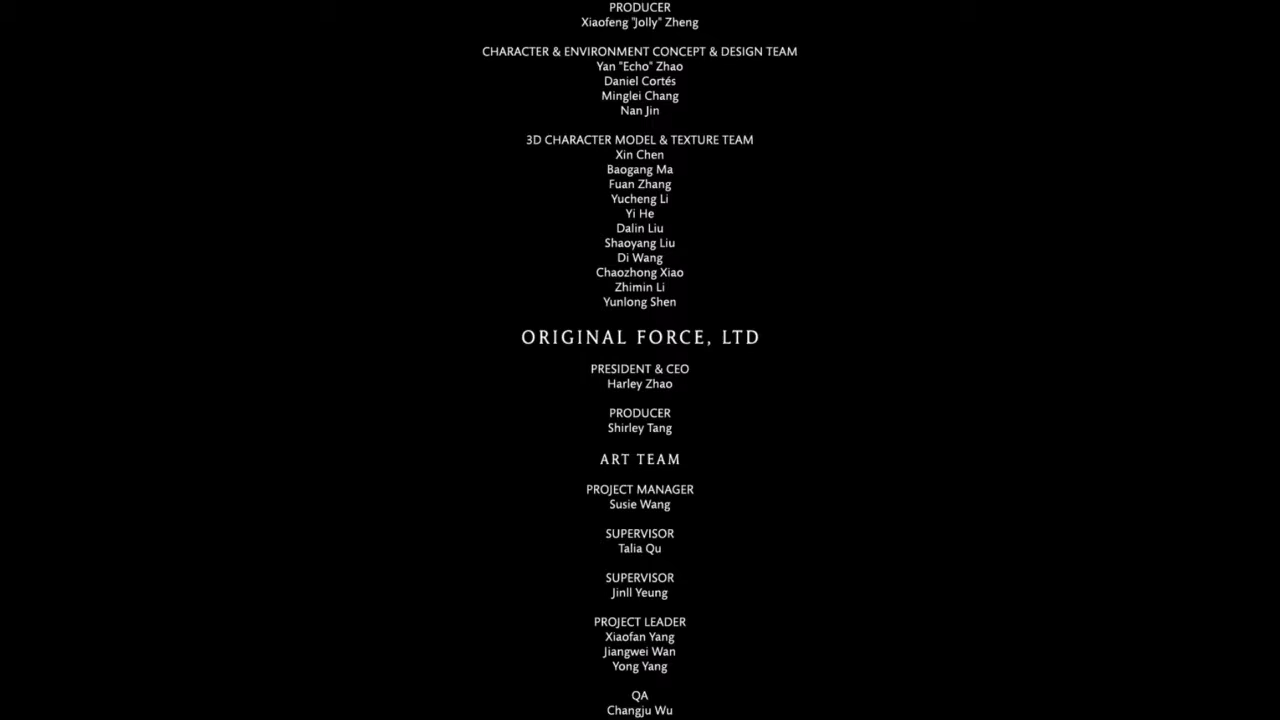 PRODUCER
Xiaofeng "Jolly" Zheng
CHARACTER & ENVIRONMENT CONCEPT & DESIGN TEAM
Yan "Echo" Zhao
Daniel Cortés
Minglei Chang
Nan Jin
3D CHARACTER MODEL & TEXTURE TEAM
Xin Chen
Baogang Ma
Fuan Zhang
Yucheng Li
Yi He
Dalin Liu
Shaoyang Liu
Di Wang
Chaozhong Xiao
Zhimin Li
Yunlong Shen
ORIGINAL FORCE, LTD
PRESIDENT & CEO
Harley Zhao
PRODUCER
Shirley Tang
ART TEAM
PROJECT MANAGER
Susie Wang
SUPERVISOR
Talia Qu
SUPERVISOR
Jinll Yeung
PROJECT LEADER
Xiaofan Yang
Jiangwei Wan
Yong Yang
QA
Changju Wu